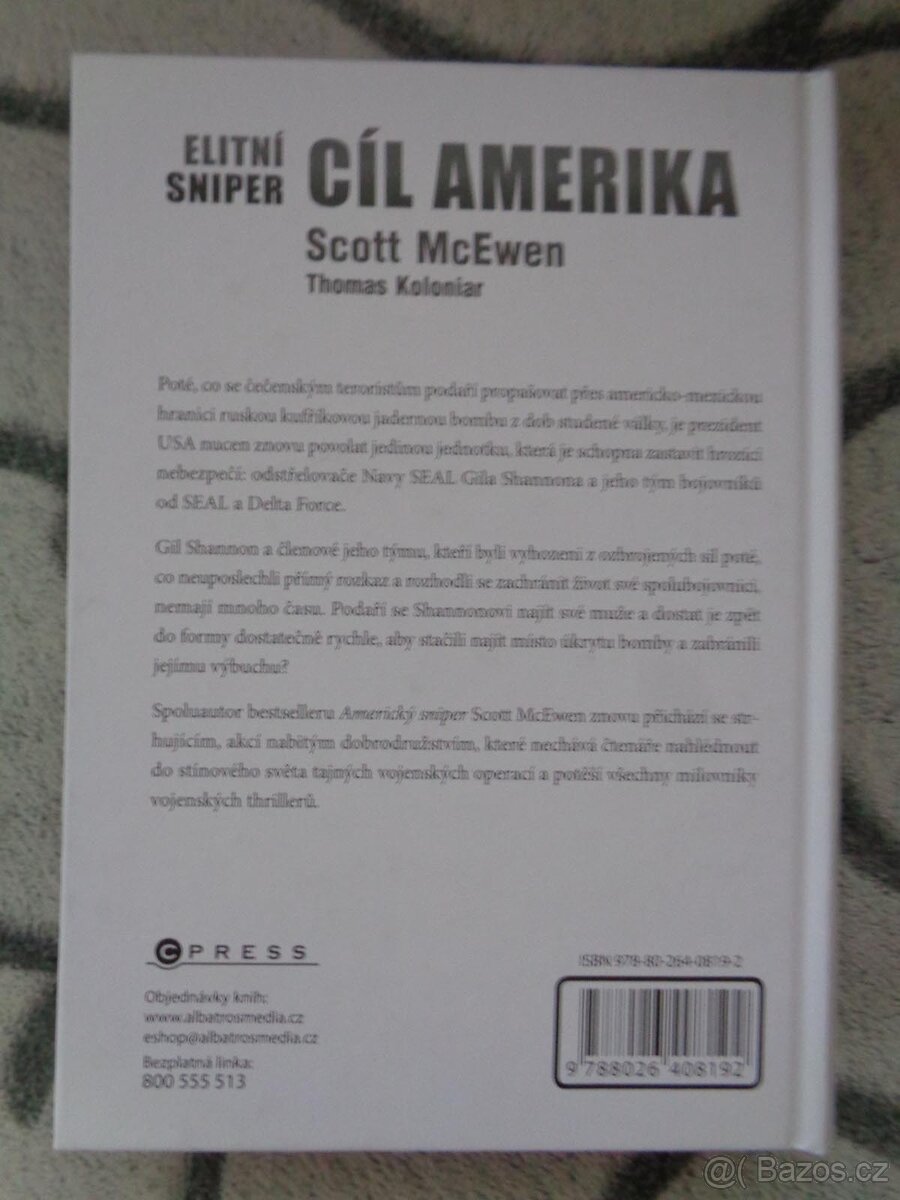 ELITNÍ
SNIPER
CÍL AMERIKA
Scott McEwen
Thomas Koloniar
Poté, co se čečenským teroristům podaří propašovat přes americko-mexickou
hranici ruskou kufříkovou jadernou bombu z dob studené války, je prezident
USA nucen znovu povolat jedinou jednotku, která je schopna zastavit hrozící
nebezpečí: odstřelovače Navy SEAL Gila Shannona a jeho tým bojovníků
od SEAL a Delta Force.
Gil Shannon a členové jeho týmu, kteří byli vyhozeni z ozbrojených sil poté,
co neuposlechli přímý rozkaz a rozhodli se zachránit život své spolubojovnici,
nemají mnoho času. Podaří se Shannonovi najít své muže a dostat je zpět
do formy dostatečně rychle, aby stačili najít místo úkrytu bomby a zabránili
jejímu výbuchu?
Spoluautor bestselleru Americký sniper Scott McEwen znovu přichází se str-
hujícím, akcí nabitým dobrodružstvím, které nechává čtenáře nahlédnout
do stínového světa tajných vojenských operací a potěší všechny milovníky
vojenských thrillerů.
CPRESS
Objednávky knih:
www.albatrosmedia.cz
eshop@albatrosmedia.cz
Bezplatná linka:
800 555 513
ISBN 978-80-264-0819-2
9 788026 408192
@( Bazos.cz